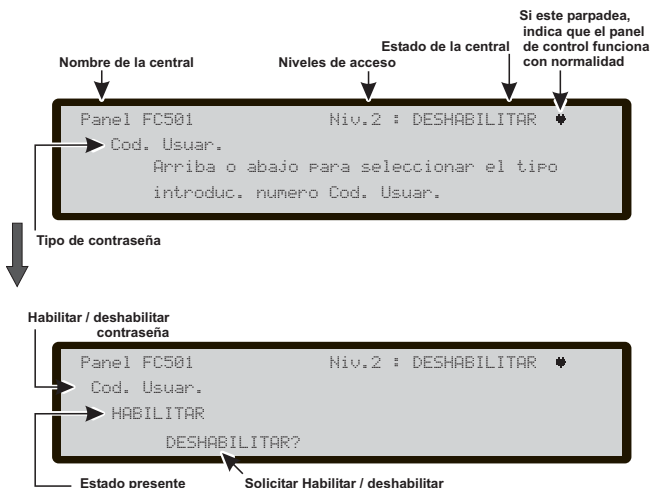 Si este parpadea,
indica que el panel
de control funciona
con normalidad
Estado de la central
Nombre de la central
Niveles de acceso
Panel FC501 Niv.2 : DESHABILITAR
Cod. Usuar.
Arriba o abajo para seleccionar el tipo
introduc. numero Cod. Usuar.
Tipo de contraseña
Habilitar / deshabilitar
contraseña
Panel FC501 Niv.2 : DESHABILITAR
Cod. Usuar.
HABILITAR
DESHABILITAR?
Estado presente
Solicitar Habilitar / deshabilitar